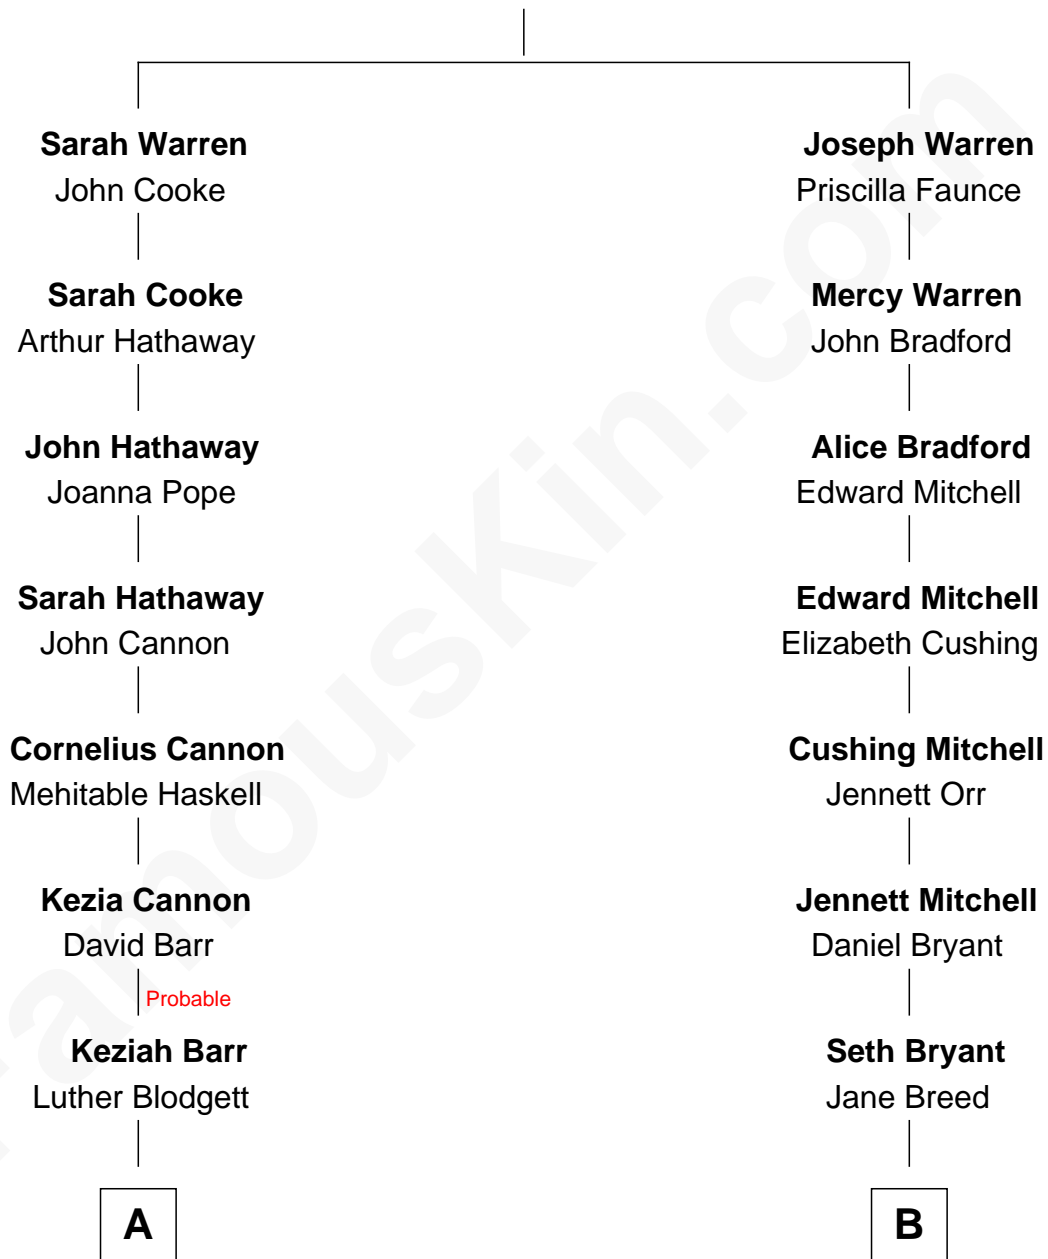 Sarah Warren
John Cooke
Joseph Warren
Priscilla Faunce
Sarah Cooke
Arthur Hathaway
Mercy Warren
John Bradford
John Hathaway
Joanna Pope
Alice Bradford
Edward Mitchell
Sarah Hathaway
John Cannon
Edward Mitchell
Elizabeth Cushing
Cornelius Cannon
Mehitable Haskell
Cushing Mitchell
Jennett Orr
Kezia Cannon
David Barr
Jennett Mitchell
Daniel Bryant
Probable
Keziah Barr
Luther Blodgett
Seth Bryant
Jane Breed
A
B
FamousKin.com